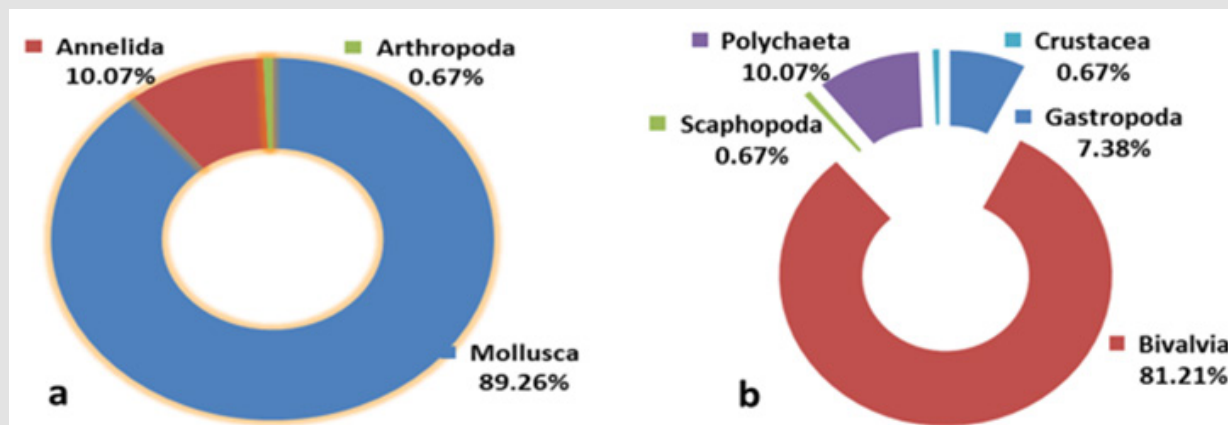 Annelida
10.07%
Arthropoda
0.67%
Mollusca
89.26%
a
Polychaeta
10.07%
Crustacea
0.67%
Scaphopoda
0.67%
Gastropoda
7.38%
Bivalvia
81.21%
b